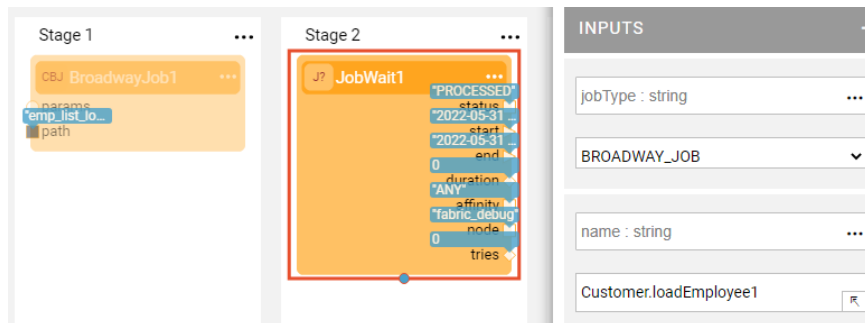 Stage 1
...
CBJ BroadwayJob1 ...
params
"emp_list_lo...
path
Stage 2
...
J? JobWait1 ...
"PROCESSED"
status
"2022-05-31 ...
start
"2022-05-31 ...
end
0
duration
"ANY"
affinity
"fabric_debug"
node
0
tries
INPUTS
jobType : string ...
BROADWAY_JOB
name : string ...
Customer.loadEmployee1